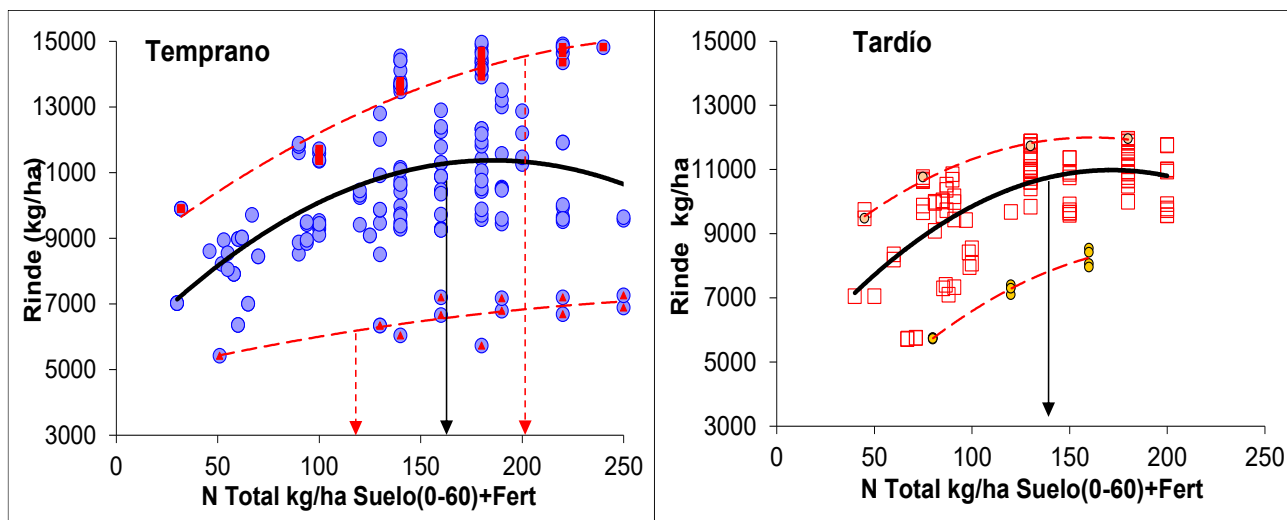 Temprano
Rinde (kg/ha)
15000
13000
11000
9000
7000
5000
3000
0 50 100 150 200 250
N Total kg/ha Suelo(0-60)+Fert
Tardío
Rinde kg/ha
15000
13000
11000
9000
7000
5000
3000
0 50 100 150 200 250
N Total kg/ha Suelo(0-60)+Fert